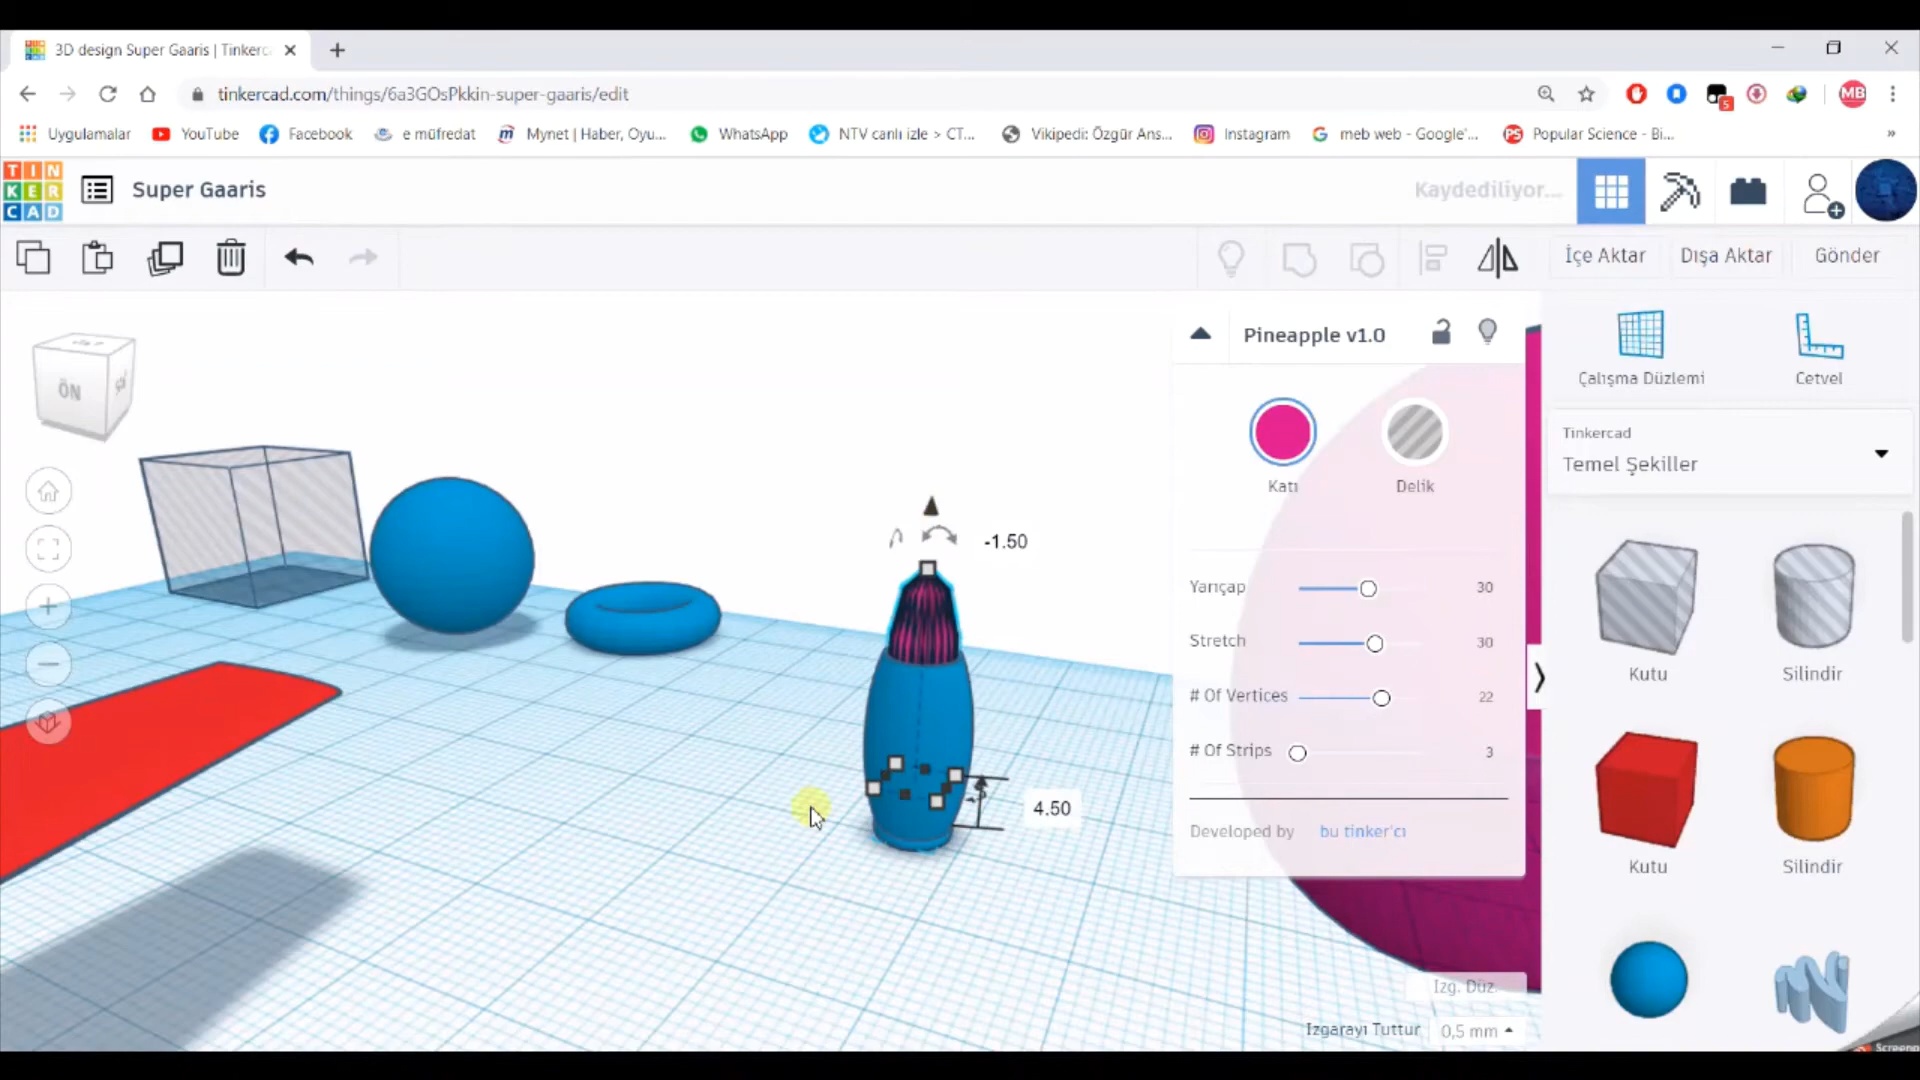 3D design Super Gaaris | Tinkerc
tinkercad.com/things/6a3GOsPkkin-super-gaaris/edit
MB
5
Uygulamalar
YouTube
Facebook
e müfredat
Mynet | Haber, Oyu...
WhatsApp
NTV canlı izle > CT...
Vikipedi: Özgür Ans...
Instagram
meb web - Google'...
Popular Science - Bi...
»
TIN
KER
CAD
Super Gaaris
Kaydediliyor...
İçe Aktar
Dışa Aktar
Gönder
ÖN
Pineapple v1.0
Katı
Delik
Yarıçap 30
Stretch 30
# Of Vertices 22
# Of Strips 3
Developed by bu tinker'cı
-1.50
4.50
Çalışma Düzlemi
Cetvel
Tinkercad
Temel Şekiller
Kutu
Silindir
Kutu
Silindir
Izg. Düz.
Izgarayı Tuttur 0,5 mm